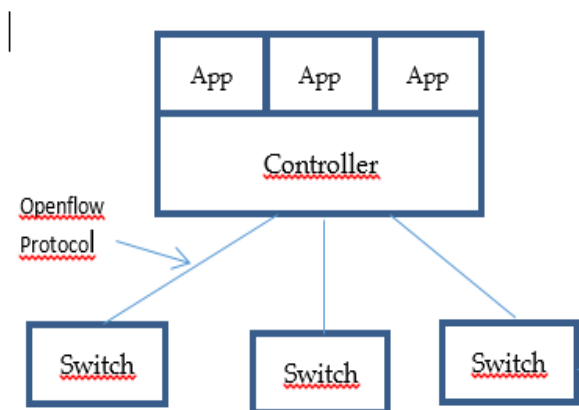 App App App
Controller
Openflow
Protocol
Switch Switch Switch